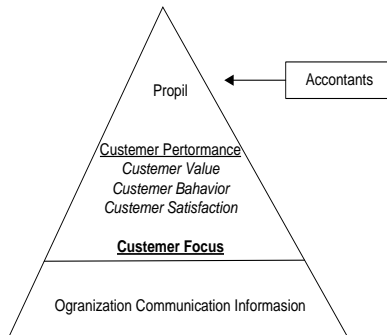 Propil
Accontants
Custemer Pertormance
Custemer Value
Custemer Bahavior
Custemer Satisfaction
Custemer Focus
Ogranization Communication Informasion